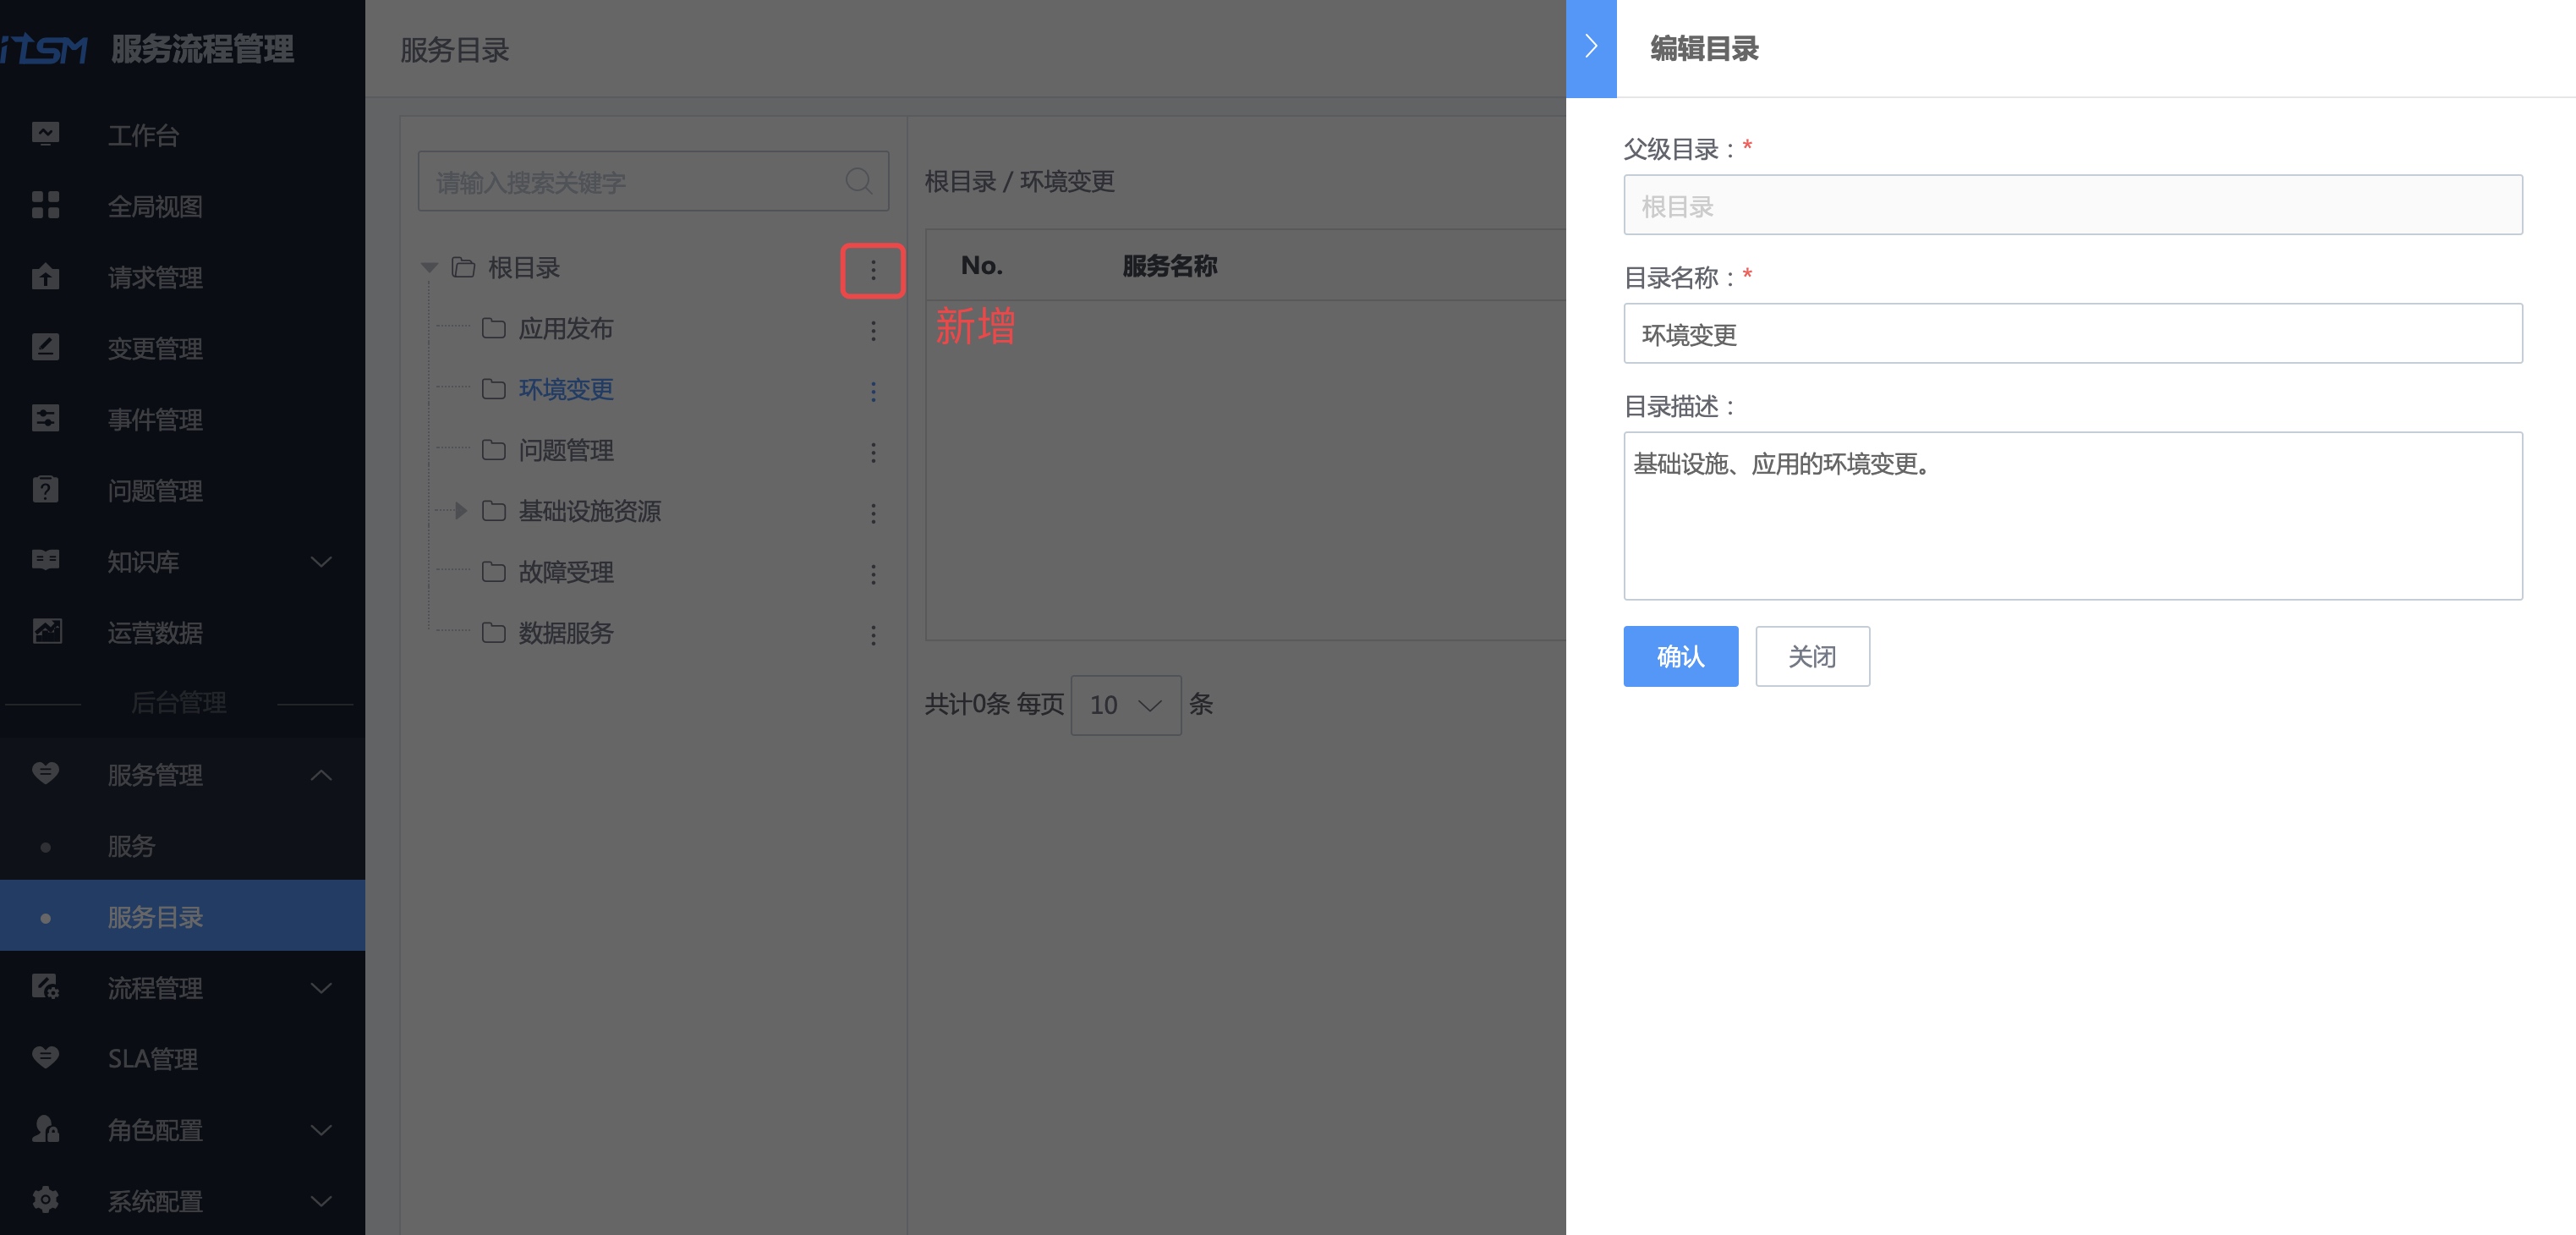 iTSM 服务流程管理
工作台
全局视图
请求管理
变更管理
事件管理
问题管理
知识库
运营数据
后台管理
服务管理
服务
服务目录
流程管理
SLA管理
角色配置
系统配置
服务目录
请输入搜索关键字
根目录
应用发布
环境变更
问题管理
基础设施资源
故障受理
数据服务
根目录 / 环境变更
No. 服务名称
新增
共计0条 每页 10 条
编辑目录
父级目录：*
根目录
目录名称：*
环境变更
目录描述：
基础设施、应用的环境变更。
确认 关闭